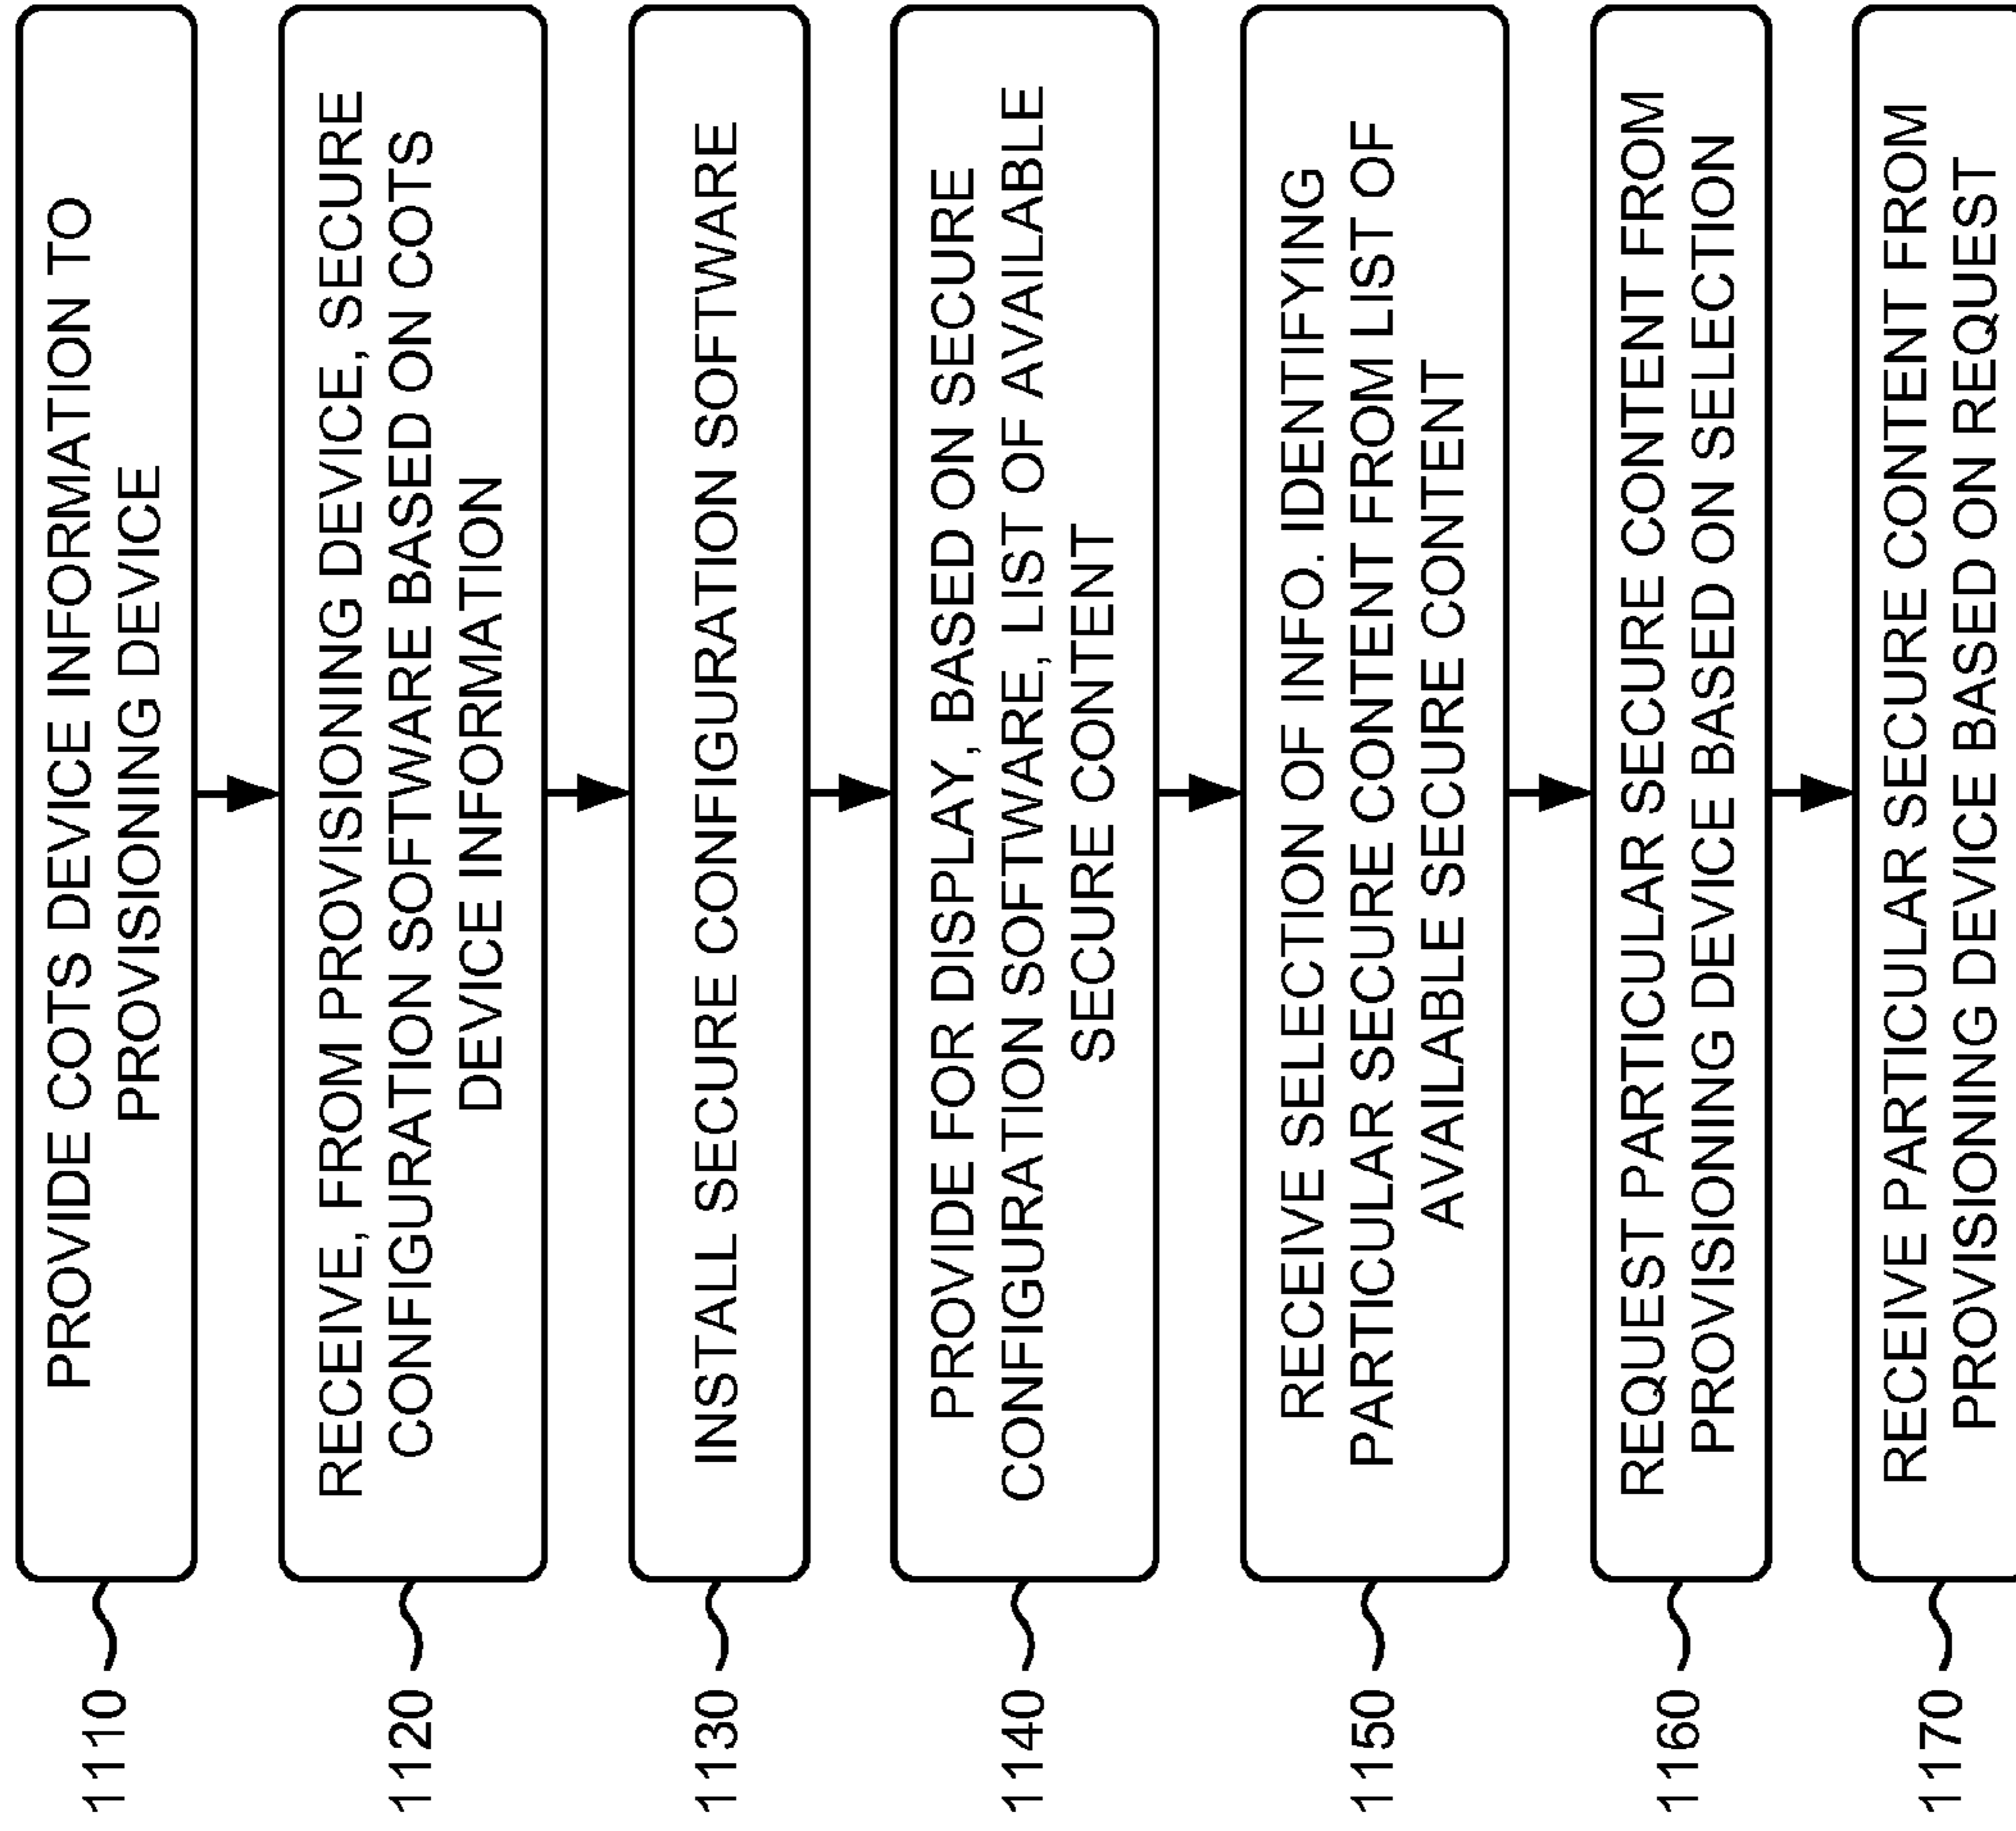 1110
PROVIDE COTS DEVICE INFORMATION TO
PROVISIONING DEVICE
1120
RECEIVE, FROM PROVISIONING DEVICE, SECURE
CONFIGURATION SOFTWARE BASED ON COTS
DEVICE INFORMATION
1130
INSTALL SECURE CONFIGURATION SOFTWARE
1140
PROVIDE FOR DISPLAY, BASED ON SECURE
CONFIGURATION SOFTWARE, LIST OF AVAILABLE
SECURE CONTENT
1150
RECEIVE SELECTION OF INFO. IDENTIFYING
PARTICULAR SECURE CONTENT FROM LIST OF
AVAILABLE SECURE CONTENT
1160
REQUEST PARTICULAR SECURE CONTENT FROM
PROVISIONING DEVICE BASED ON SELECTION
1170
RECEIVE PARTICULAR SECURE CONTENT FROM
PROVISIONING DEVICE BASED ON REQUEST